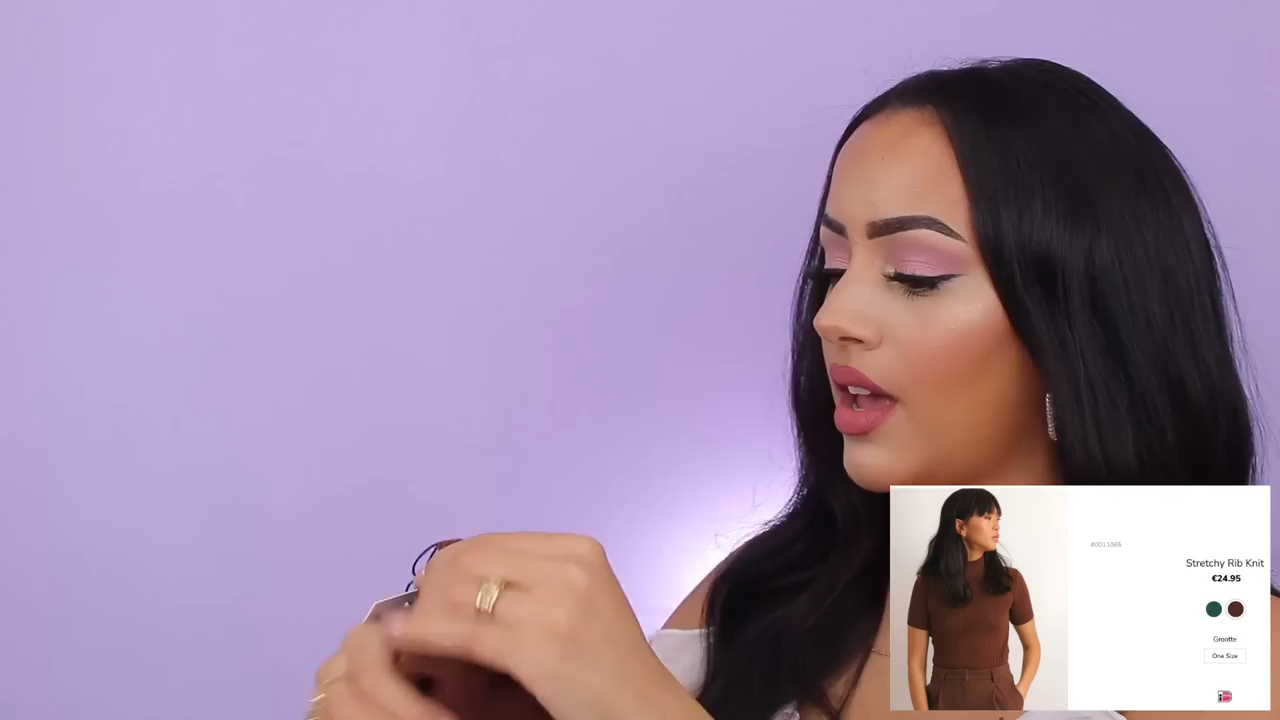 #0011065
Stretchy Rib Knit
€24.95
Grootte
One Size